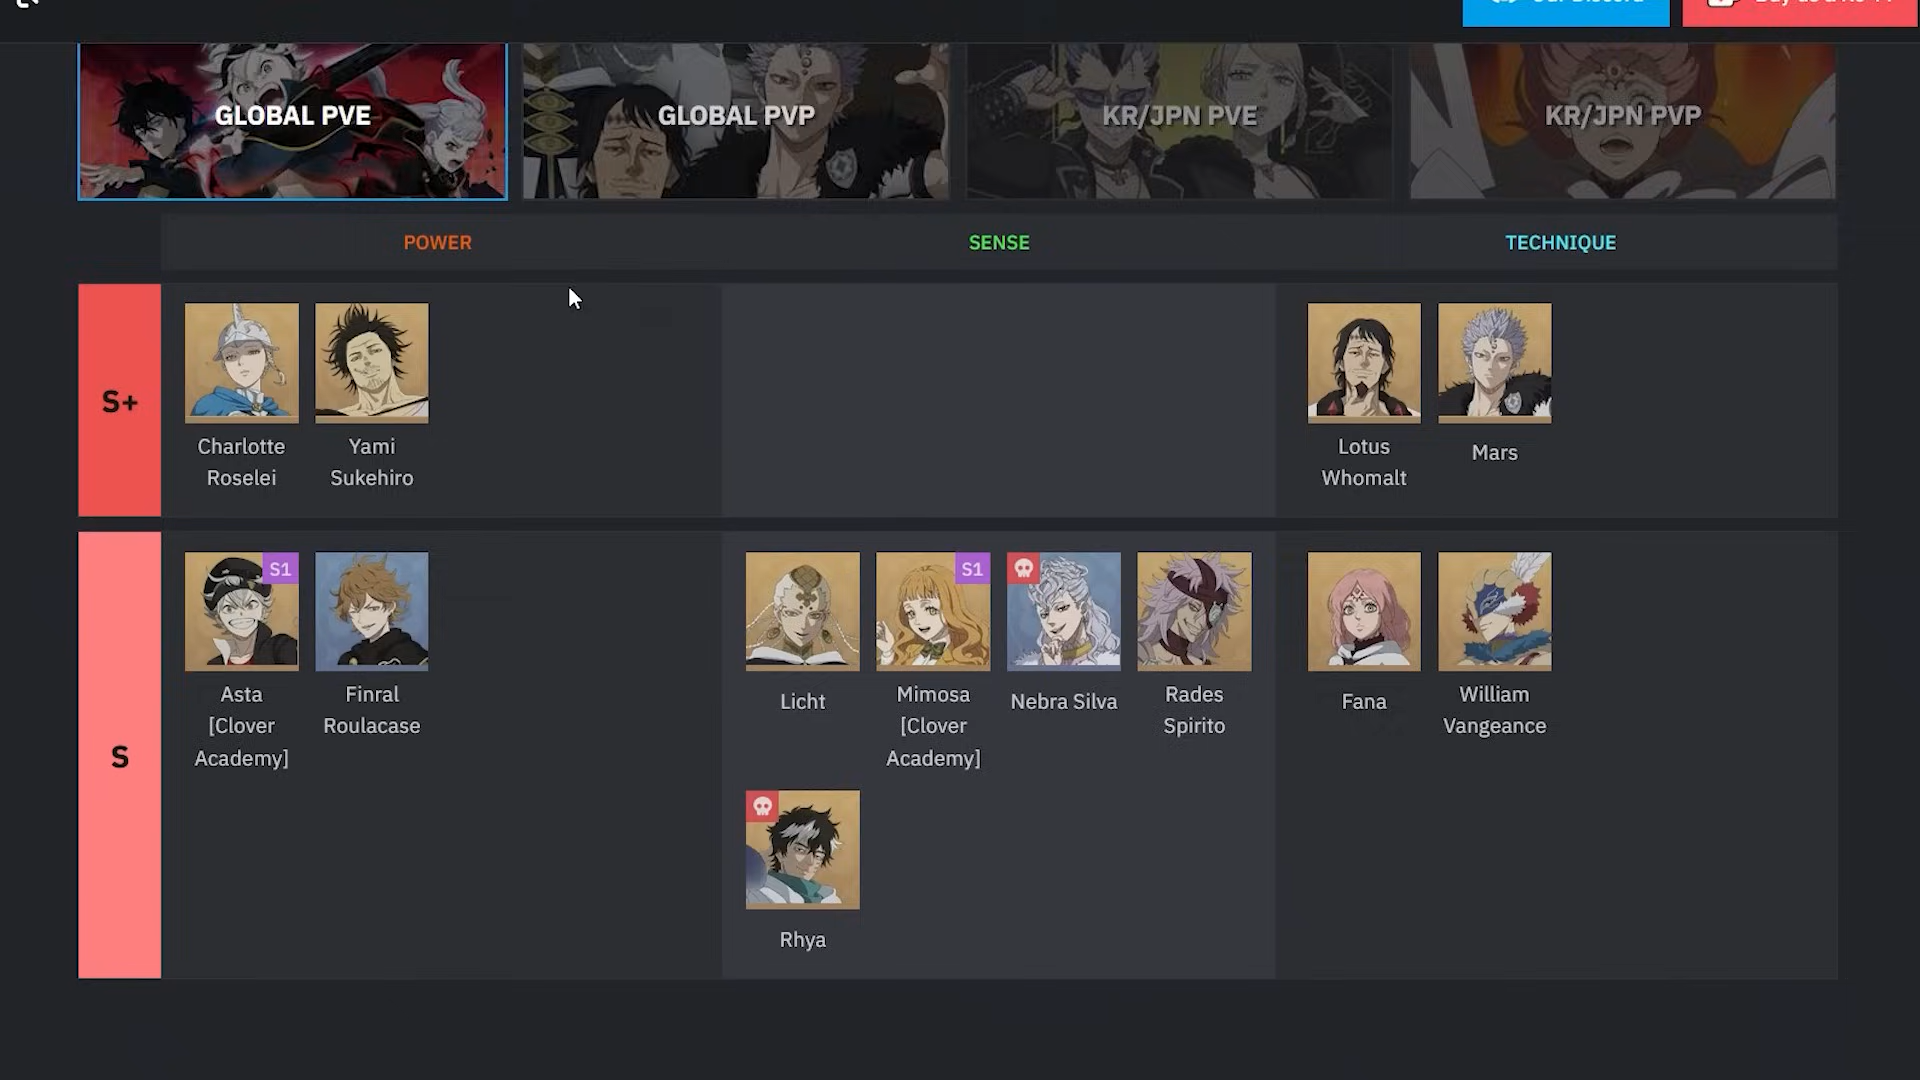 GLOBAL PVE
GLOBAL PVP
KR/JPN PVE
KR/JPN PVP
POWER
SENSE
TECHNIQUE
S+
Charlotte
Roselei
Yami
Sukehiro
Lotus
Whomalt
Mars
S
S1
Asta
[Clover
Academy]
Finral
Roulacase
Licht
S1
Mimosa
[Clover
Academy]
Nebra Silva
Rades
Spirito
Fana
William
Vangeance
Rhya